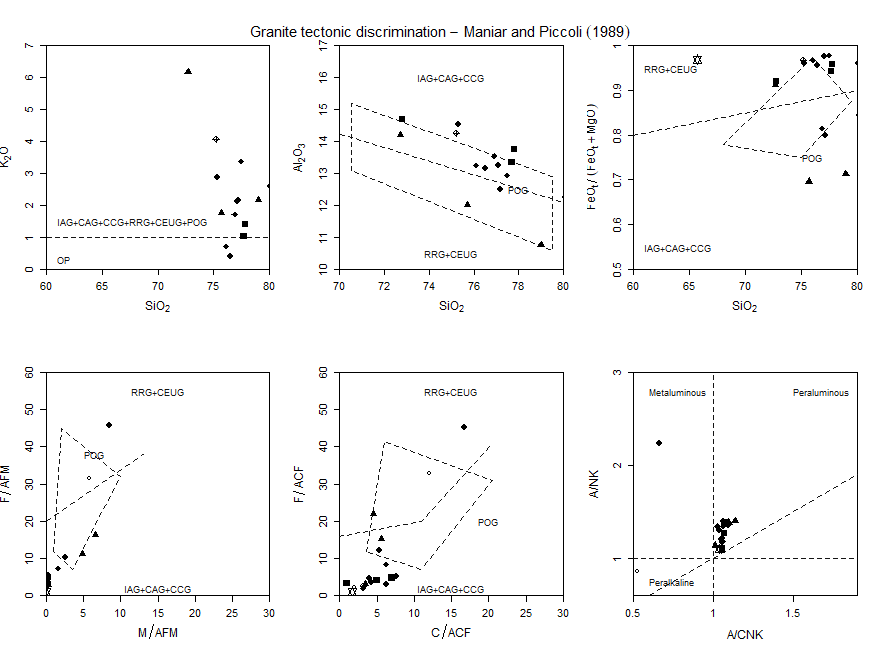 Granite tectonic discrimination − Maniar and Piccoli (1989)
K₂O
7
6
5
4
3
2
1
0
IAG+CAG+CCG+RRG+CEUG+POG
OP
60 65 70 75 80
SiO₂
Al₂O₃
17
16
15
14
13
12
11
10
IAG+CAG+CCG
POG
RRG+CEUG
70 72 74 76 78 80
SiO₂
FeOₜ/(FeOₜ+MgO)
1
0.9
0.8
0.7
0.6
0.5
RRG+CEUG
POG
IAG+CAG+CCG
60 65 70 75 80
SiO₂
F/AFM
60
50
40
30
20
10
0
RRG+CEUG
POG
IAG+CAG+CCG
0 5 10 15 20 25 30
M/AFM
F/ACF
60
50
40
30
20
10
0
RRG+CEUG
POG
IAG+CAG+CCG
0 5 10 15 20 25 30
C/ACF
A/NK
3
2
1
Metaluminous
Peraluminous
Peralkaline
0.5 1 1.5
A/CNK